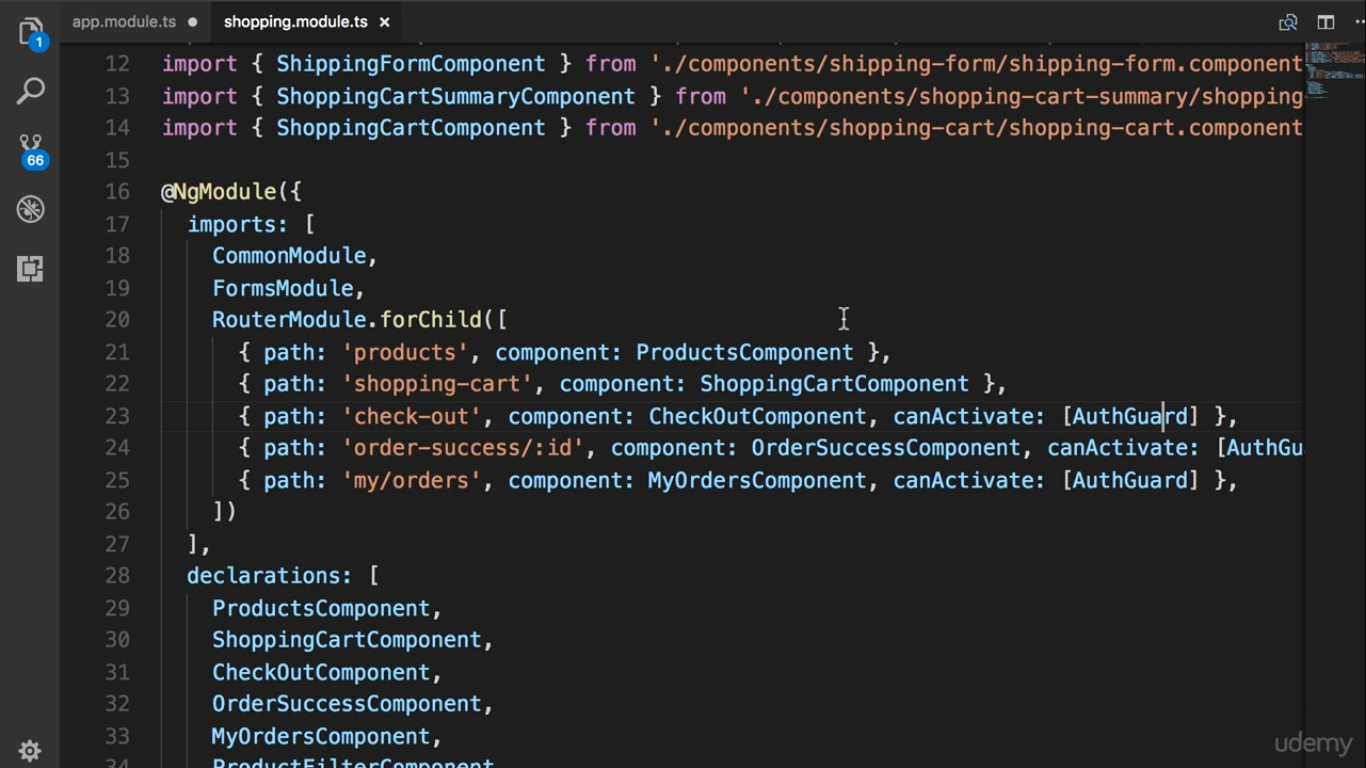 app.module.ts ● shopping.module.ts ×
1
66
12 import { ShippingFormComponent } from './components/shipping-form/shipping-form.component
13 import { ShoppingCartSummaryComponent } from './components/shopping-cart-summary/shopping-
14 import { ShoppingCartComponent } from './components/shopping-cart/shopping-cart.component
15
16 @NgModule({
17 imports: [
18 CommonModule,
19 FormsModule,
20 RouterModule.forChild([
21 { path: 'products', component: ProductsComponent },
22 { path: 'shopping-cart', component: ShoppingCartComponent },
23 { path: 'check-out', component: CheckOutComponent, canActivate: [AuthGuard] },
24 { path: 'order-success/:id', component: OrderSuccessComponent, canActivate: [AuthGu
25 { path: 'my/orders', component: MyOrdersComponent, canActivate: [AuthGuard] },
26 ])
27 ],
28 declarations: [
29 ProductsComponent,
30 ShoppingCartComponent,
31 CheckOutComponent,
32 OrderSuccessComponent,
33 MyOrdersComponent,
34 ProductFilterComponent
udemy